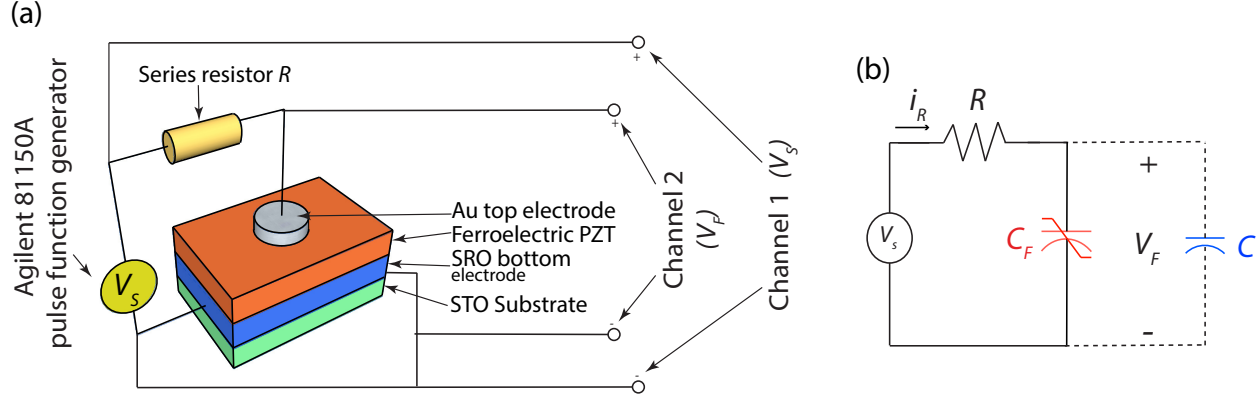 (a)
Agilent 81150A
pulse function generator
Series resistor R
V_S
Au top electrode
Ferroelectric PZT
SRO bottom
electrode
STO Substrate
+
+
-
-
Channel 2
(V_F)
Channel 1 (V_S)
(b)
i_R
R
V_s
C_F
+
V_F
-
C